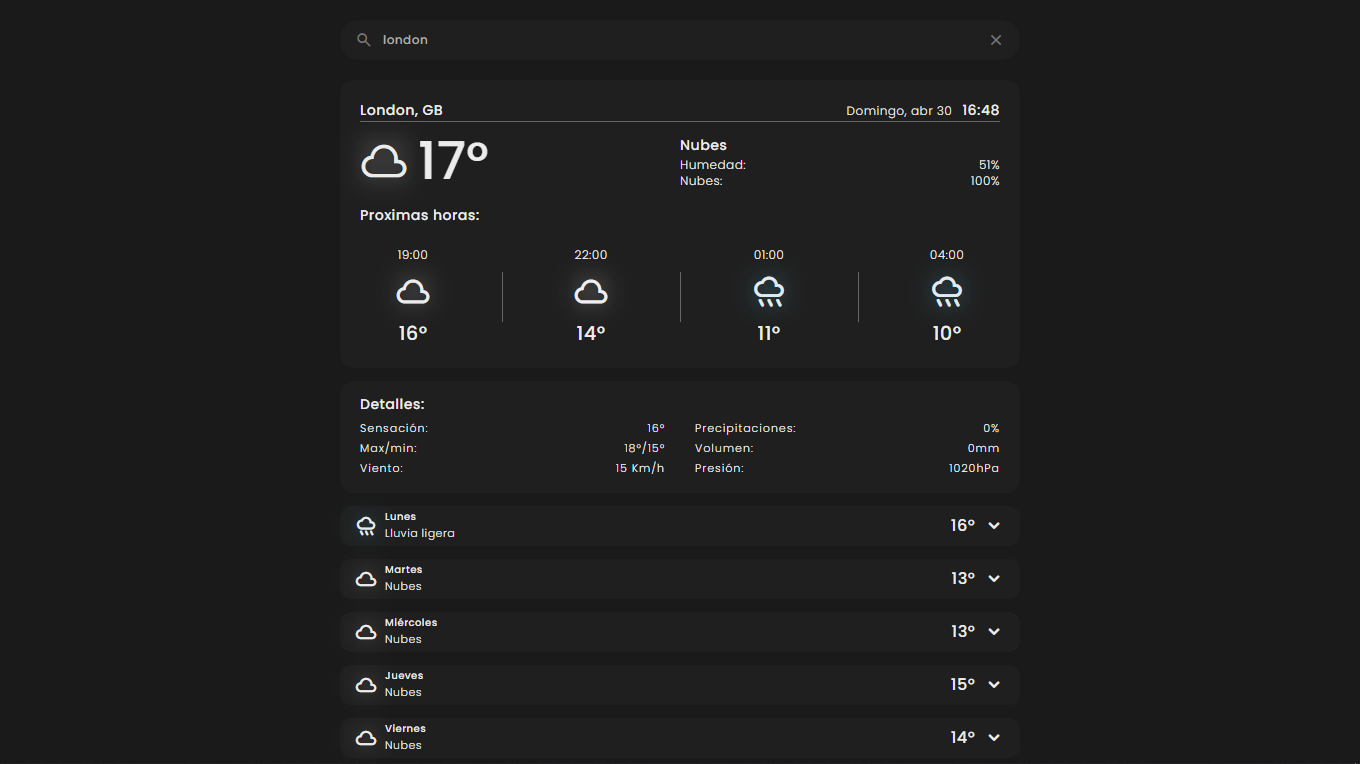 london
London, GB Domingo, abr 30 16:48
17° Nubes
Humedad: 51%
Nubes: 100%
Proximas horas:
19:00 22:00 01:00 04:00
16° 14° 11° 10°
Detalles:
Sensación: 16° Precipitaciones: 0%
Max/min: 18°/15° Volumen: 0mm
Viento: 15 Km/h Presión: 1020hPa
Lunes
Lluvia ligera 16°
Martes
Nubes 13°
Miércoles
Nubes 13°
Jueves
Nubes 15°
Viernes
Nubes 14°